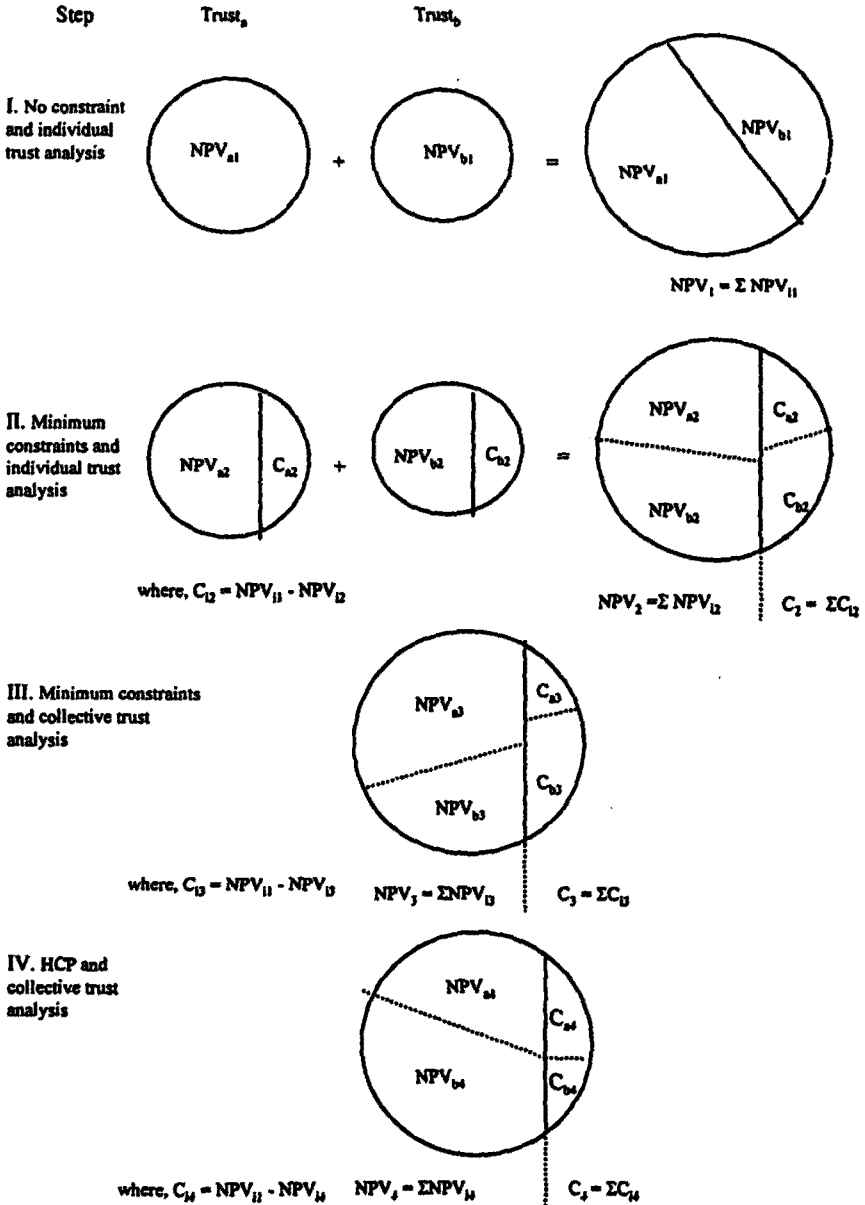 Step Trust_a Trust_b
I. No constraint
and individual
trust analysis
NPV_a1 + NPV_b1 = NPV_a1 NPV_b1
NPV_1 = Σ NPV_i1
II. Minimum
constraints and
individual trust
analysis
NPV_a2 C_a2 + NPV_b2 C_b2 = NPV_a2 C_a2
NPV_b2 C_b2
where, C_i2 = NPV_i1 - NPV_i2 NPV_2 =Σ NPV_i2 C_2 = ΣC_i2
III. Minimum constraints
and collective trust
analysis
NPV_a3 C_a3
NPV_b3 C_b3
where, C_i3 = NPV_i1 - NPV_i3 NPV_3 = ΣNPV_i3 C_3 = ΣC_i3
IV. HCP and
collective trust
analysis
NPV_a4 C_a4
NPV_b4 C_b4
where, C_i4 = NPV_i1 - NPV_i4 NPV_4 = ΣNPV_i4 C_4 = ΣC_i4